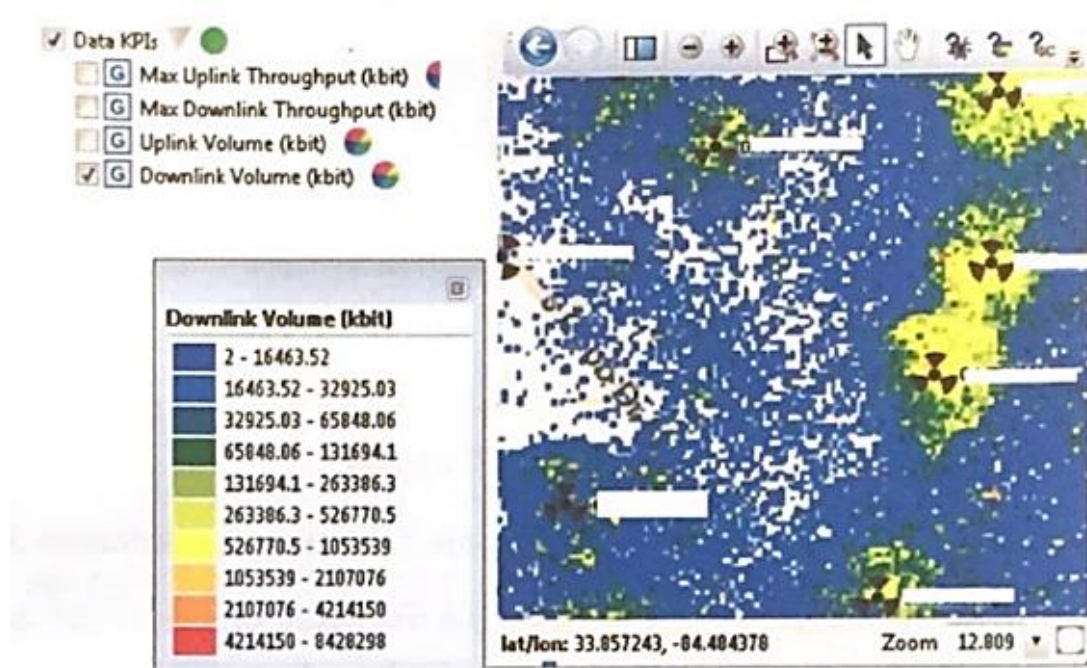 Data KPIs
G Max Uplink Throughput (kbit)
G Max Downlink Throughput (kbit)
G Uplink Volume (kbit)
G Downlink Volume (kbit)
Downlink Volume (kbit)
2 - 16463.52
16463.52 - 32925.03
32925.03 - 65848.06
65848.06 - 131694.1
131694.1 - 263386.3
263386.3 - 526770.5
526770.5 - 1053539
1053539 - 2107076
2107076 - 4214150
4214150 - 8428298
lat/lon: 33.857243, -84.484378
Zoom 12.809